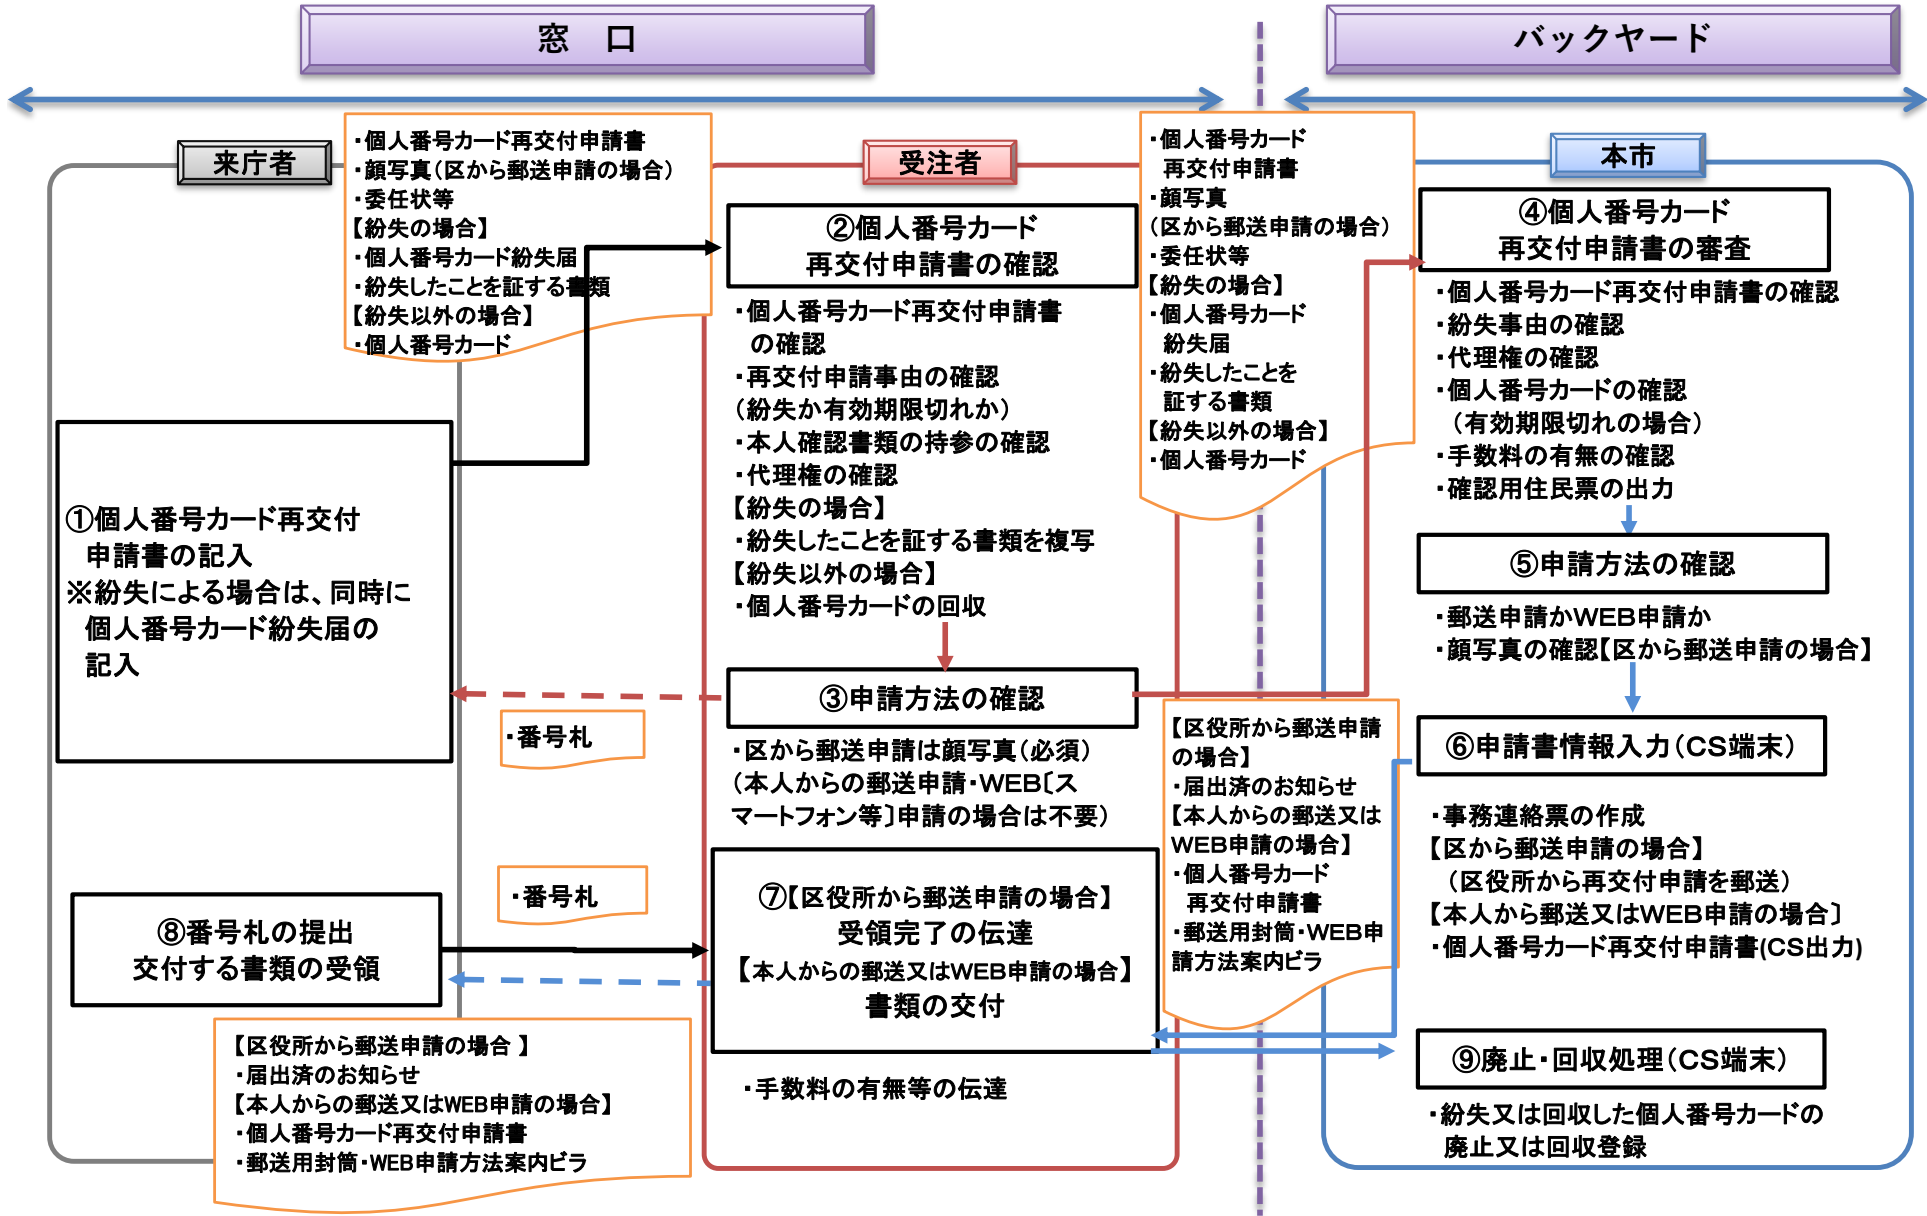 窓　口
バックヤード
来庁者
・個人番号カード再交付申請書
・顔写真（区から郵送申請の場合）
・委任状等
【紛失の場合】
・個人番号カード紛失届
・紛失したことを証する書類
【紛失以外の場合】
・個人番号カード
①個人番号カード再交付
申請書の記入
※紛失による場合は、同時に
個人番号カード紛失届の
記入
・番号札
・番号札
⑧番号札の提出
交付する書類の受領
【区役所から郵送申請の場合 】
・届出済のお知らせ
【本人からの郵送又はWEB申請の場合】
・個人番号カード再交付申請書
・郵送用封筒・WEB申請方法案内ビラ
受注者
②個人番号カード
再交付申請書の確認
・個人番号カード再交付申請書
の確認
・再交付申請事由の確認
（紛失か有効期限切れか）
・本人確認書類の持参の確認
・代理権の確認
【紛失の場合】
・紛失したことを証する書類を複写
【紛失以外の場合】
・個人番号カードの回収
③申請方法の確認
・区から郵送申請は顔写真（必須）
（本人からの郵送申請・WEB〔ス
マートフォン等〕申請の場合は不要）
⑦【区役所から郵送申請の場合】
受領完了の伝達
【本人からの郵送又はWEB申請の場合】
書類の交付
・手数料の有無等の伝達
・個人番号カード
再交付申請書
・顔写真
（区から郵送申請の場合）
・委任状等
【紛失の場合】
・個人番号カード
紛失届
・紛失したことを
証する書類
【紛失以外の場合】
・個人番号カード
【区役所から郵送申請
の場合】
・届出済のお知らせ
【本人からの郵送又は
WEB申請の場合】
・個人番号カード
再交付申請書
・郵送用封筒・WEB申
請方法案内ビラ
本市
④個人番号カード
再交付申請書の審査
・個人番号カード再交付申請書の確認
・紛失事由の確認
・代理権の確認
・個人番号カードの確認
（有効期限切れの場合）
・手数料の有無の確認
・確認用住民票の出力
⑤申請方法の確認
・郵送申請かWEB申請か
・顔写真の確認【区から郵送申請の場合】
⑥申請書情報入力（CS端末）
・事務連絡票の作成
【区から郵送申請の場合】
（区役所から再交付申請を郵送）
【本人から郵送又はWEB申請の場合〕
・個人番号カード再交付申請書(CS出力)
⑨廃止・回収処理（CS端末）
・紛失又は回収した個人番号カードの
廃止又は回収登録